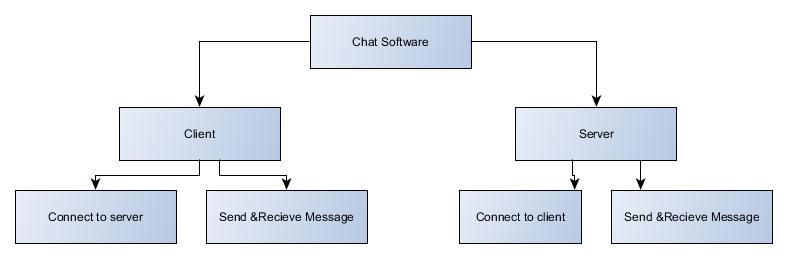 Chat Software
Client
Server
Connect to server
Send &Recieve Message
Connect to client
Send &Recieve Message